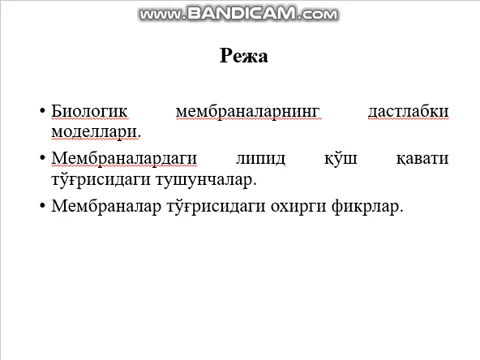 www.BANDICAM.com
Режа
• Биологик мембраналарнинг дастлабки
моделлари.
• Мембраналардаги липид қўш қавати
тўғрисидаги тушунчалар.
• Мембраналар тўғрисидаги охирги фикрлар.